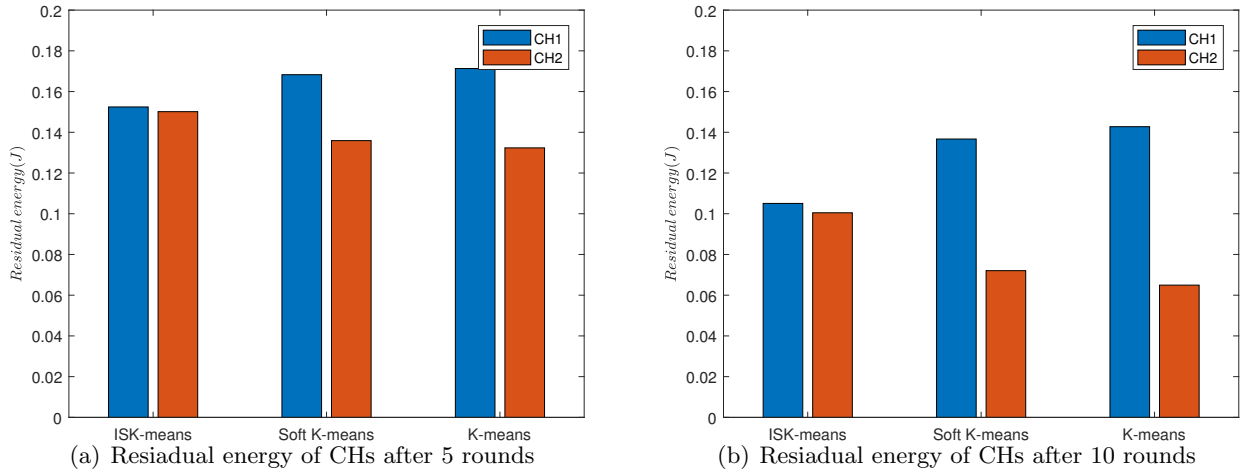 0.2
0.18
0.16
0.14
0.12
0.1
0.08
0.06
0.04
0.02
0
Residual energy(J)
CH1
CH2
ISK-means
Soft K-means
K-means
(a) Resiadual energy of CHs after 5 rounds
0.2
0.18
0.16
0.14
0.12
0.1
0.08
0.06
0.04
0.02
0
Residual energy(J)
CH1
CH2
ISK-means
Soft K-means
K-means
(b) Residual energy of CHs after 10 rounds